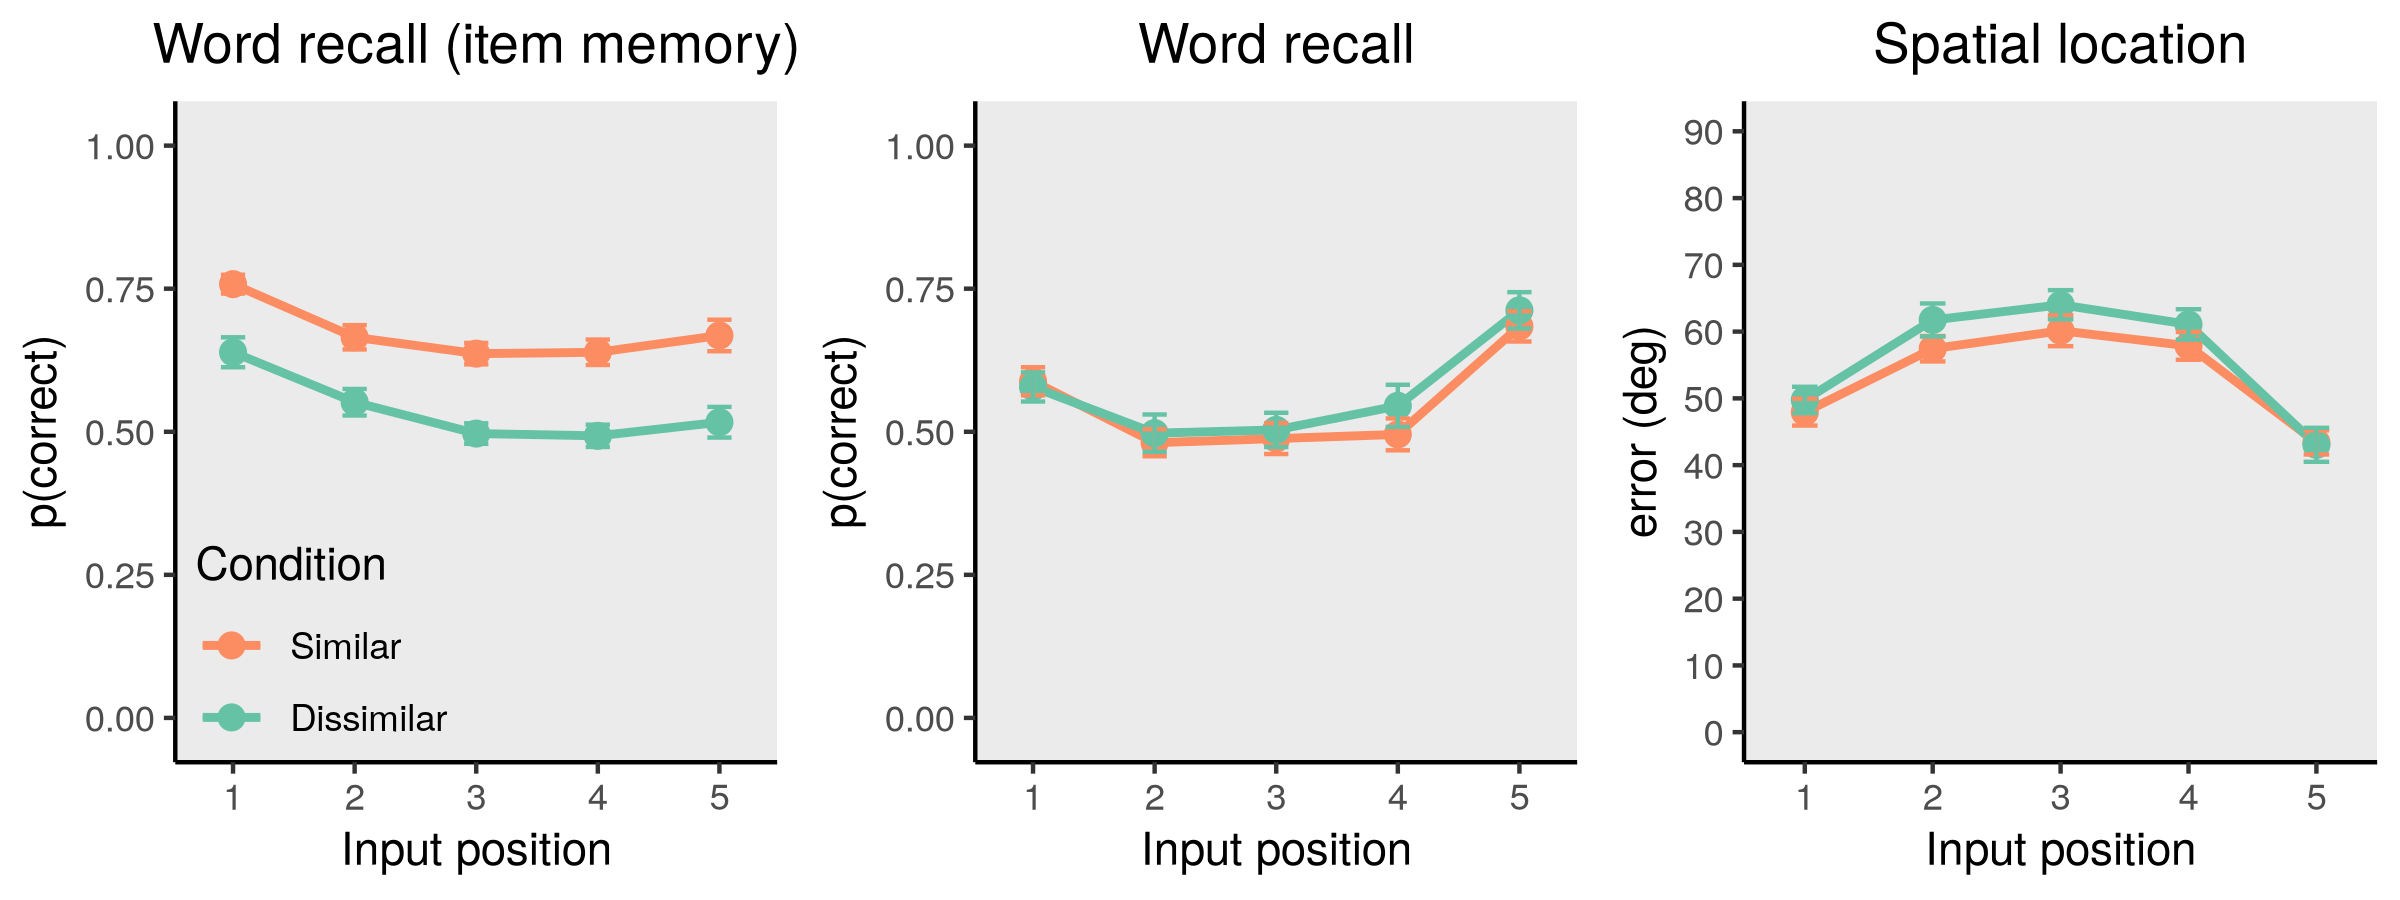 Word recall (item memory)
p(correct)
1.00
0.75
0.50
0.25
0.00
Condition
Similar
Dissimilar
1 2 3 4 5
Input position
Word recall
p(correct)
1.00
0.75
0.50
0.25
0.00
1 2 3 4 5
Input position
Spatial location
error (deg)
90
80
70
60
50
40
30
20
10
0
1 2 3 4 5
Input position